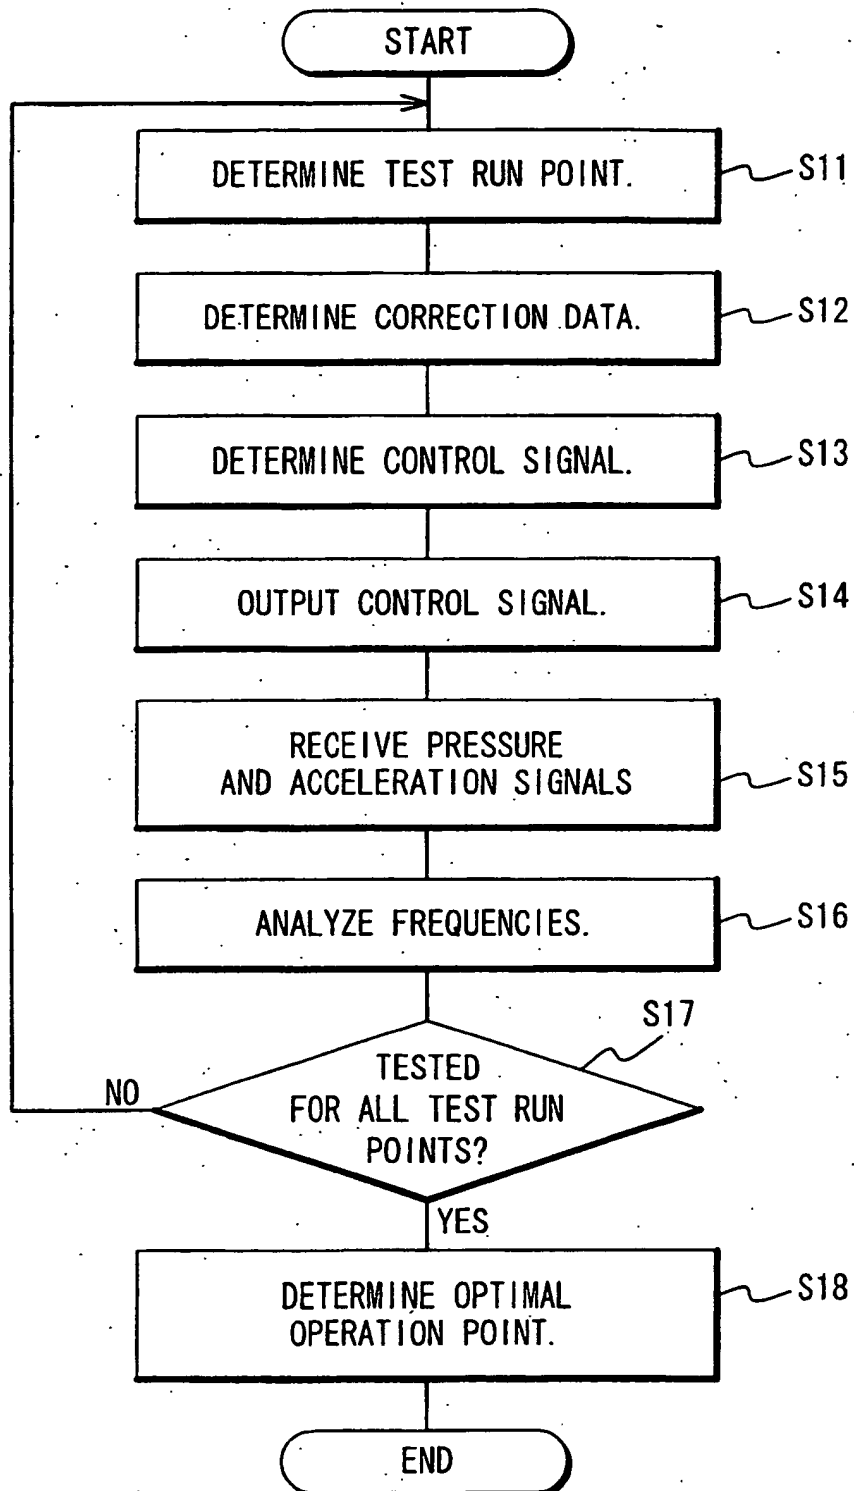 START
DETERMINE TEST RUN POINT.
S11
DETERMINE CORRECTION DATA.
S12
DETERMINE CONTROL SIGNAL.
S13
OUTPUT CONTROL SIGNAL.
S14
RECEIVE PRESSURE
AND ACCELERATION SIGNALS
S15
ANALYZE FREQUENCIES.
S16
S17
TESTED
FOR ALL TEST RUN
POINTS?
NO
YES
DETERMINE OPTIMAL
OPERATION POINT.
S18
END